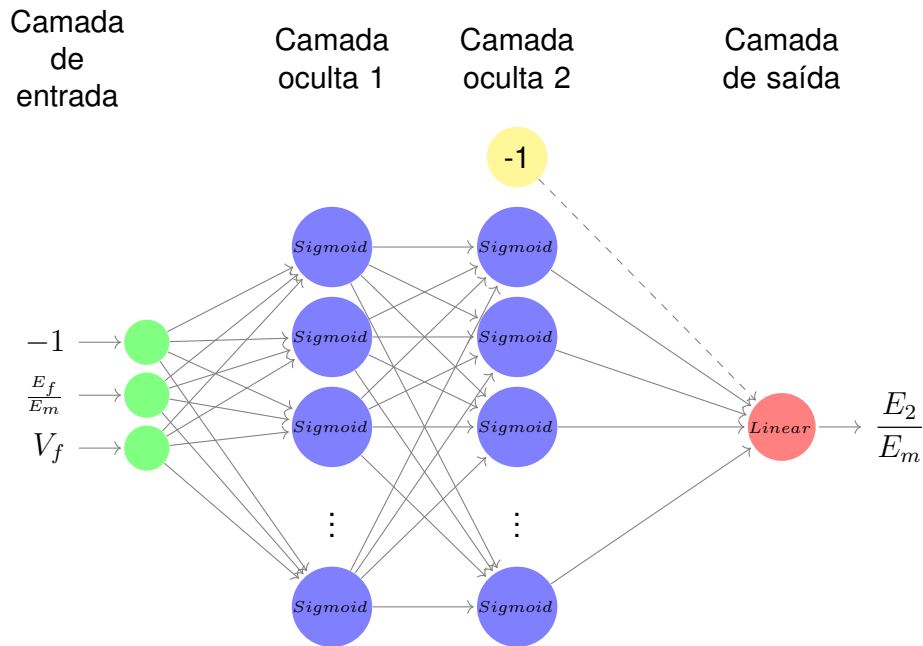 Camada
de
entrada
Camada
oculta 1
Camada
oculta 2
Camada
de saída
-1
Sigmoid
Sigmoid
Sigmoid
Sigmoid
Sigmoid
Sigmoid
⋮
⋮
Sigmoid
Sigmoid
−1
E_f
E_m
V_f
Linear
E_2
E_m